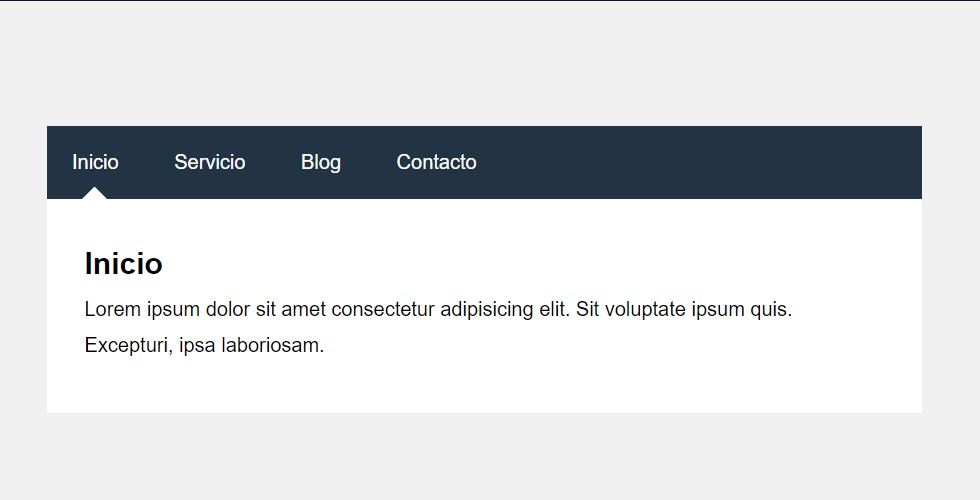 Inicio Servicio Blog Contacto
Inicio
Lorem ipsum dolor sit amet consectetur adipisicing elit. Sit voluptate ipsum quis.
Excepturi, ipsa laboriosam.